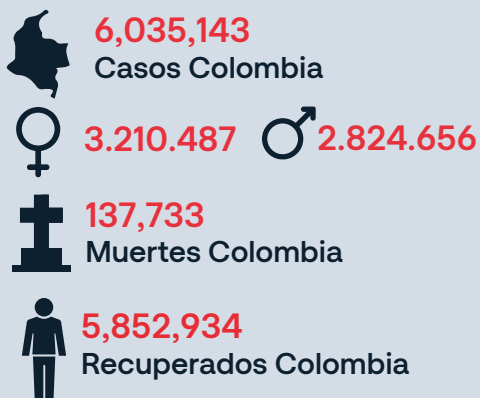 6,035,143
Casos Colombia
3.210.487 2.824.656
137,733
Muertes Colombia
5,852,934
Recuperados Colombia